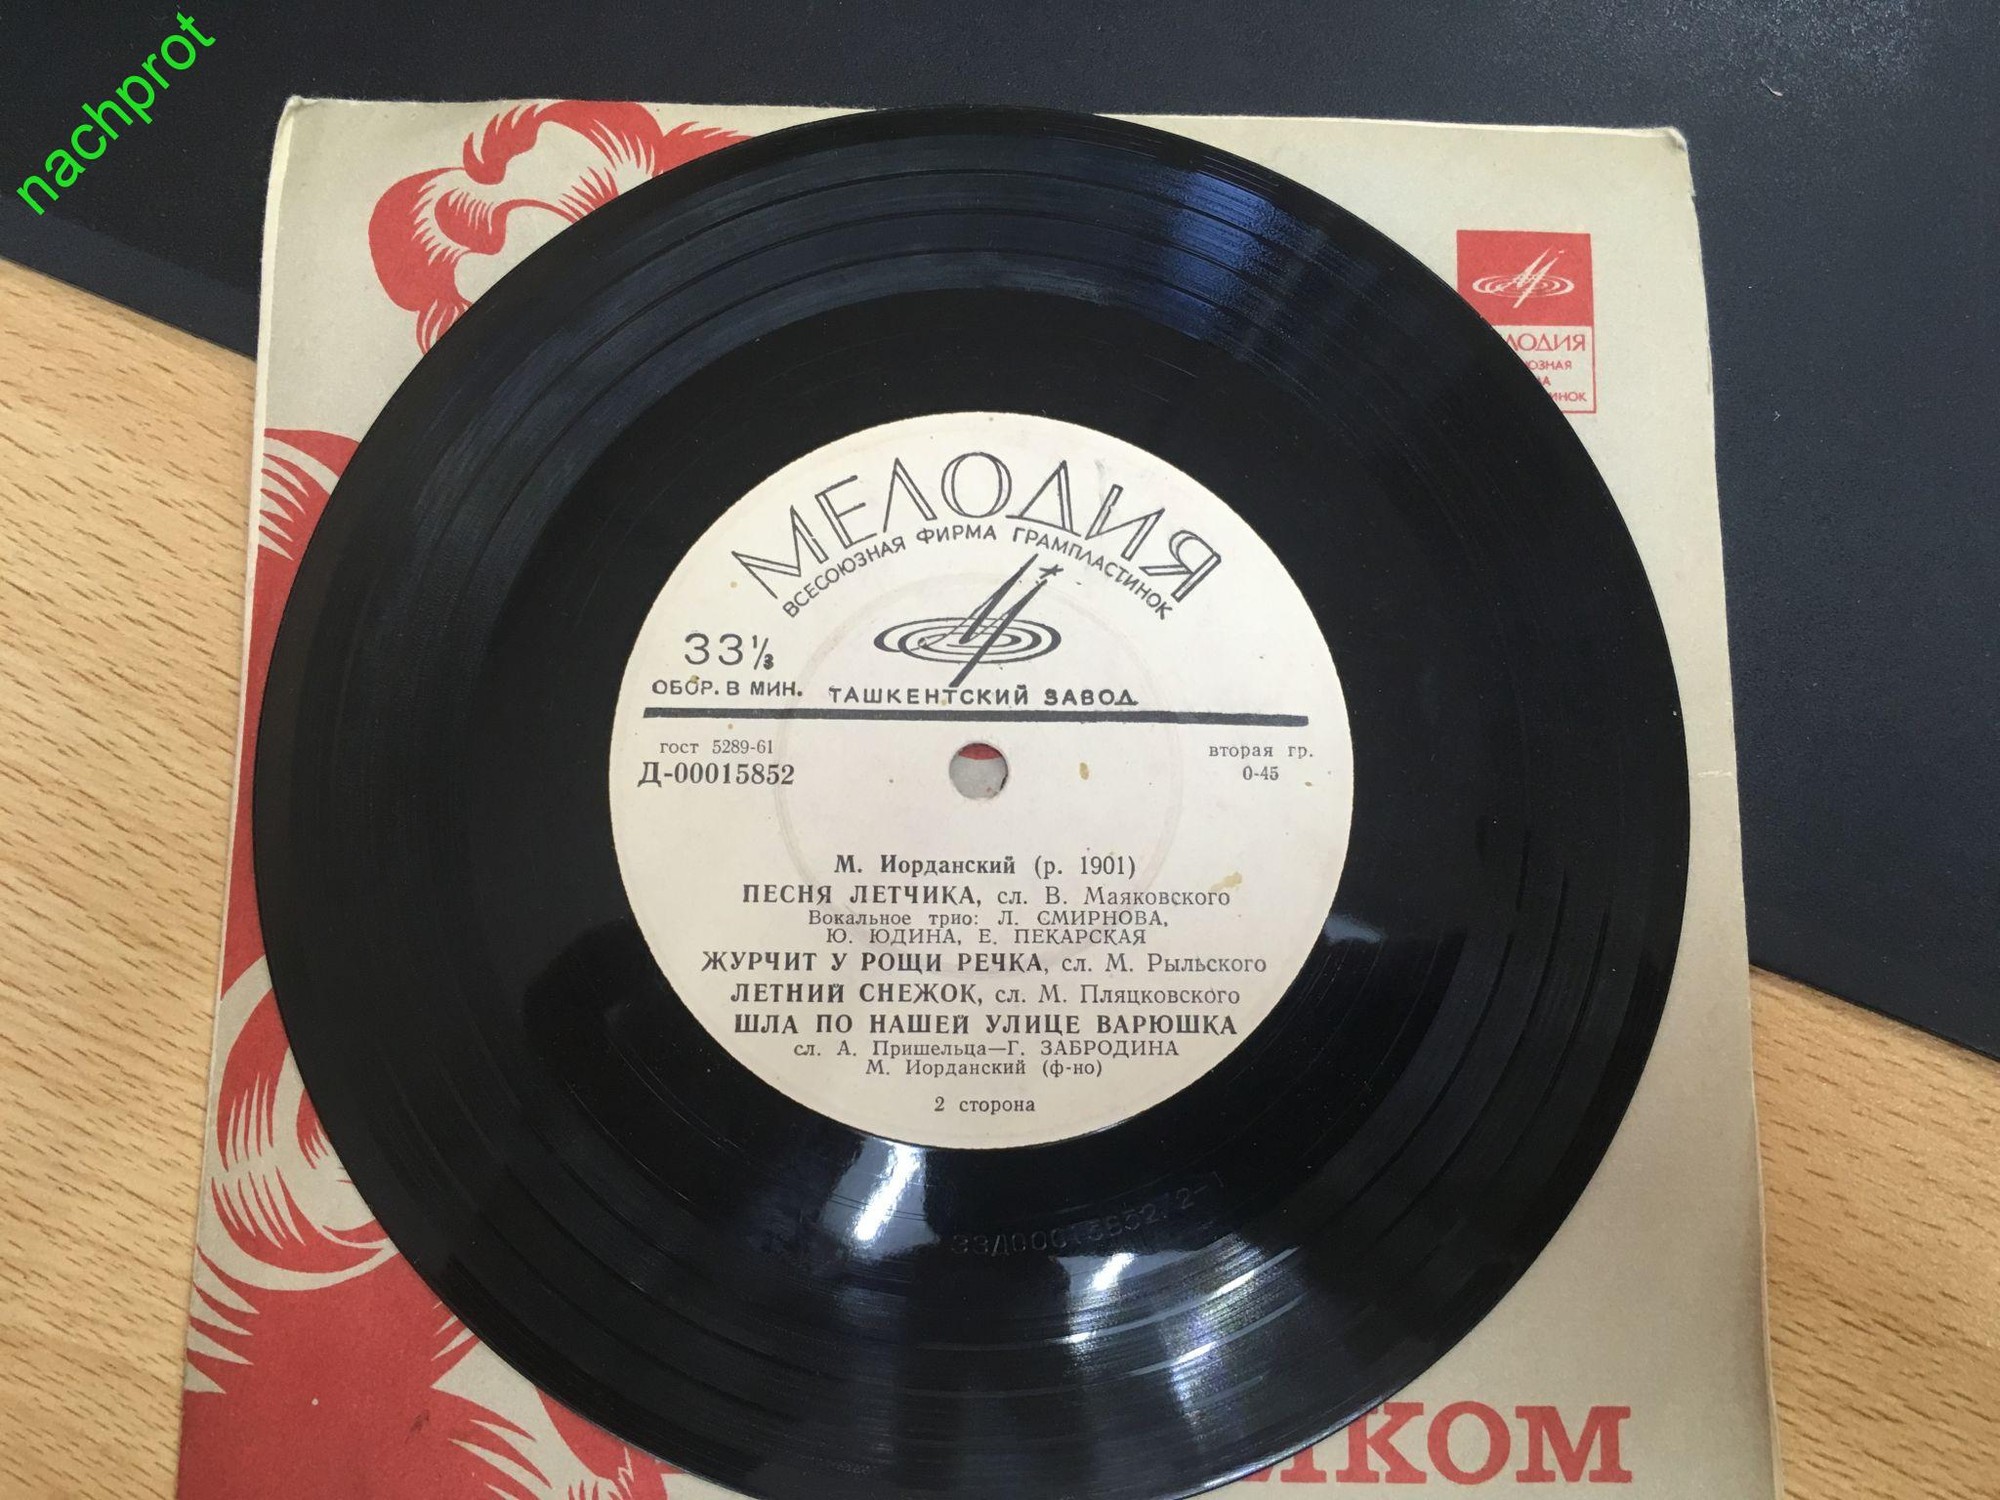 nachprot
МЕЛОДИЯ
ВСЕСОЮЗНАЯ ФИРМА ГРАМПЛАСТИНОК
33⅓
ОБОР. В МИН.
ТАШКЕНТСКИЙ ЗАВОД
гост 5289-61
Д-00015852
вторая гр.
0-45
М. Иорданский (р. 1901)
ПЕСНЯ ЛЕТЧИКА, сл. В. Маяковского
Вокальное трио: Л. СМИРНОВА,
Ю. ЮДИНА, Е. ПЕКАРСКАЯ
ЖУРЧИТ У РОЩИ РЕЧКА, сл. М. Рыльского
ЛЕТНИЙ СНЕЖОК, сл. М. Пляцковского
ШЛА ПО НАШЕЙ УЛИЦЕ ВАРЮШКА
сл. А. Пришельца—Г. ЗАБРОДИНА
М. Иорданский (ф-но)
2 сторона